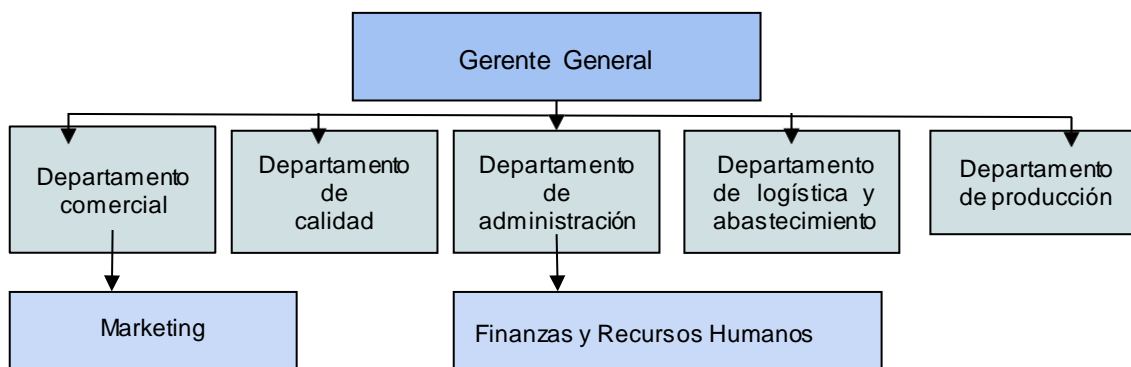 Gerente General
Departamento
comercial
Departamento
de
calidad
Departamento
de
administración
Departamento
de logística y
abastecimiento
Departamento
de producción
Marketing
Finanzas y Recursos Humanos